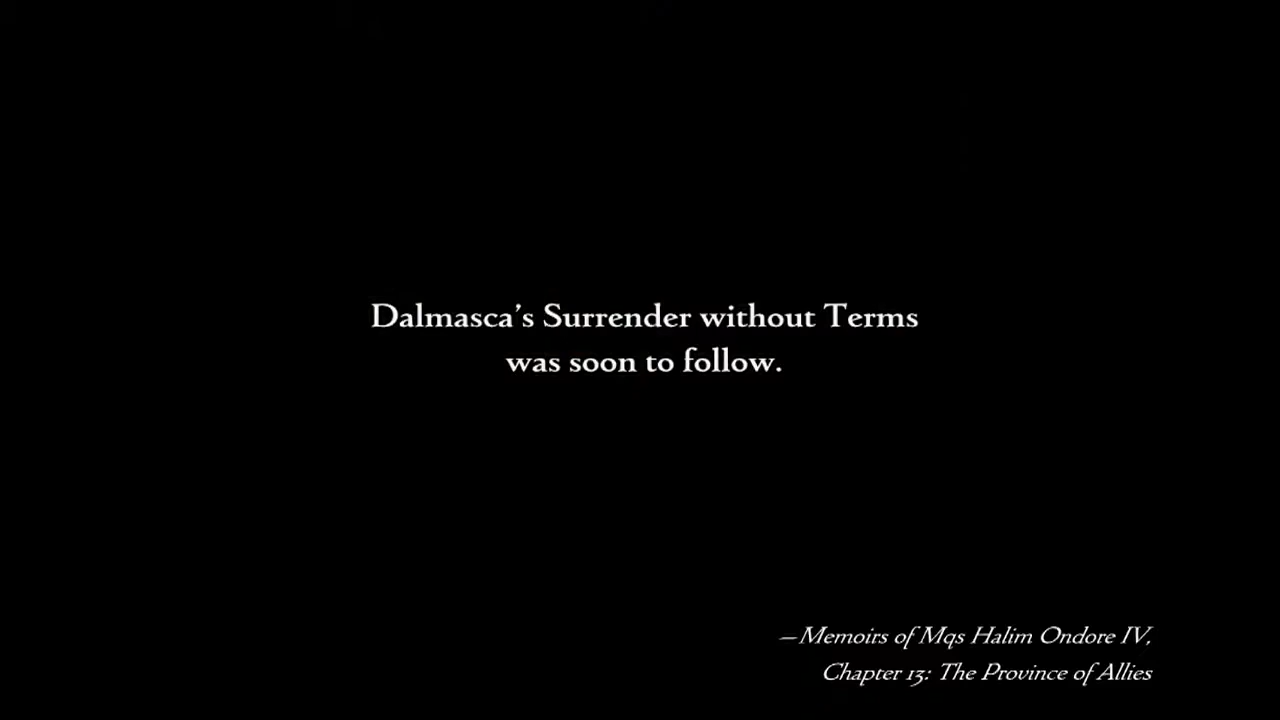 Dalmasca’s Surrender without Terms
was soon to follow.
—Memoirs of Mqs Halim Ondore IV,
Chapter 13: The Province of Allies